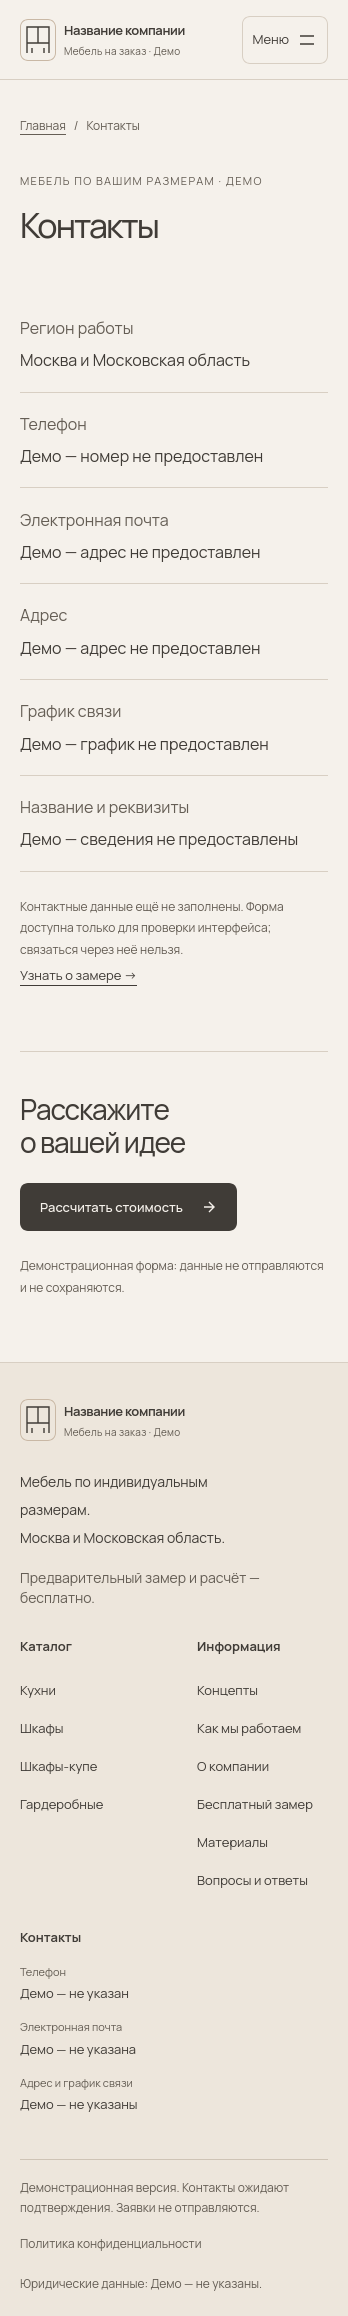 Название компании
Мебель на заказ · Демо
Меню
Главная / Контакты
МЕБЕЛЬ ПО ВАШИМ РАЗМЕРАМ · ДЕМО
Контакты
Регион работы
Москва и Московская область
Телефон
Демо — номер не предоставлен
Электронная почта
Демо — адрес не предоставлен
Адрес
Демо — адрес не предоставлен
График связи
Демо — график не предоставлен
Название и реквизиты
Демо — сведения не предоставлены
Контактные данные ещё не заполнены. Форма
доступна только для проверки интерфейса;
связаться через неё нельзя.
Узнать о замере →
Расскажите
о вашей идее
Рассчитать стоимость →
Демонстрационная форма: данные не отправляются
и не сохраняются.
Название компании
Мебель на заказ · Демо
Мебель по индивидуальным
размерам.
Москва и Московская область.
Предварительный замер и расчёт —
бесплатно.
Каталог
Кухни
Шкафы
Шкафы-купе
Гардеробные
Информация
Концепты
Как мы работаем
О компании
Бесплатный замер
Материалы
Вопросы и ответы
Контакты
Телефон
Демо — не указан
Электронная почта
Демо — не указана
Адрес и график связи
Демо — не указаны
Демонстрационная версия. Контакты ожидают
подтверждения. Заявки не отправляются.
Политика конфиденциальности
Юридические данные: Демо — не указаны.